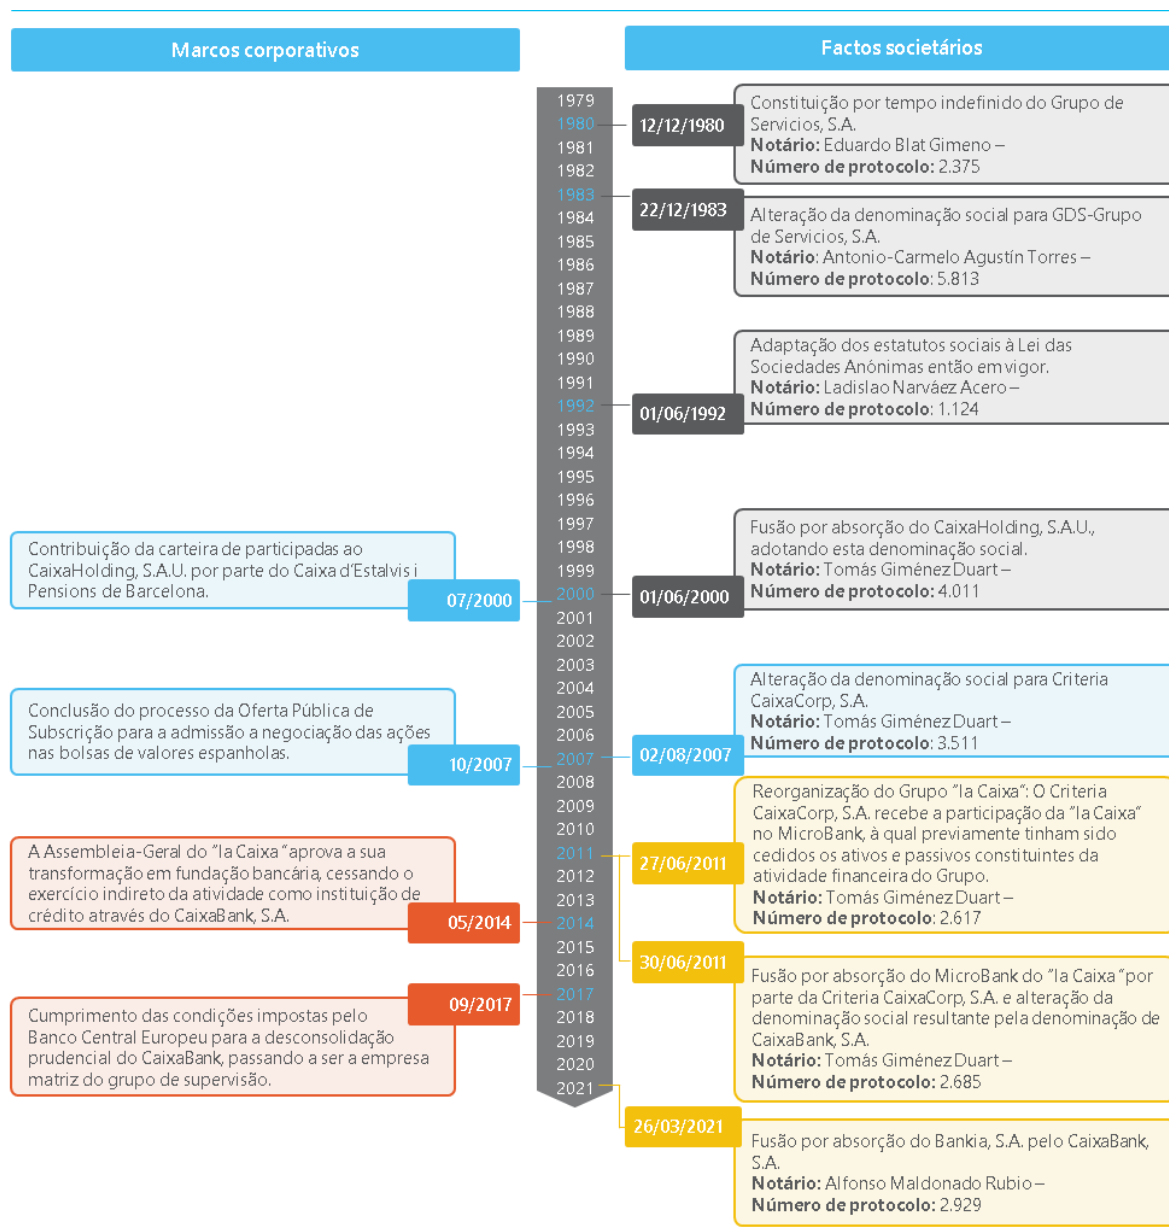 Marcos corporativos
Factos societários
1979
1980
1981
1982
1983
1984
1985
1986
1987
1988
1989
1990
1991
1992
1993
1994
1995
1996
1997
1998
1999
2000
2001
2002
2003
2004
2005
2006
2007
2008
2009
2010
2011
2012
2013
2014
2015
2016
2017
2018
2019
2020
2021
Contribuição da carteira de participadas ao
CaixaHolding, S.A.U. por parte do Caixa d'Estalvis i
Pensions de Barcelona.
07/2000
Conclusão do processo da Oferta Pública de
Subscrição para a admissão a negociação das ações
nas bolsas de valores espanholas.
10/2007
A Assembleia-Geral do "la Caixa "aprova a sua
transformação em fundação bancária, cessando o
exercício indireto da atividade como instituição de
crédito através do CaixaBank, S.A.
05/2014
09/2017
Cumprimento das condições impostas pelo
Banco Central Europeu para a desconsolidação
prudencial do CaixaBank, passando a ser a empresa
matriz do grupo de supervisão.
12/12/1980
Constituição por tempo indefinido do Grupo de
Servicios, S.A.
Notário: Eduardo Blat Gimeno –
Número de protocolo: 2.375
22/12/1983
Alteração da denominação social para GDS-Grupo
de Servicios, S.A.
Notário: Antonio-Carmelo Agustín Torres –
Número de protocolo: 5.813
Adaptação dos estatutos sociais à Lei das
Sociedades Anónimas então em vigor.
Notário: Ladislao Narváez Acero –
Número de protocolo: 1.124
01/06/1992
Fusão por absorção do CaixaHolding, S.A.U.,
adotando esta denominação social.
Notário: Tomás Giménez Duart –
Número de protocolo: 4.011
01/06/2000
Alteração da denominação social para Criteria
CaixaCorp, S.A.
Notário: Tomás Giménez Duart –
Número de protocolo: 3.511
02/08/2007
Reorganização do Grupo "la Caixa": O Criteria
CaixaCorp, S.A. recebe a participação da "la Caixa"
no MicroBank, à qual previamente tinham sido
cedidos os ativos e passivos constituintes da
atividade financeira do Grupo.
Notário: Tomás Giménez Duart –
Número de protocolo: 2.617
27/06/2011
30/06/2011
Fusão por absorção do MicroBank do "la Caixa "por
parte da Criteria CaixaCorp, S.A. e alteração da
denominação social resultante pela denominação de
CaixaBank, S.A.
Notário: Tomás Giménez Duart –
Número de protocolo: 2.685
26/03/2021
Fusão por absorção do Bankia, S.A. pelo CaixaBank,
S.A.
Notário: Alfonso Maldonado Rubio –
Número de protocolo: 2.929